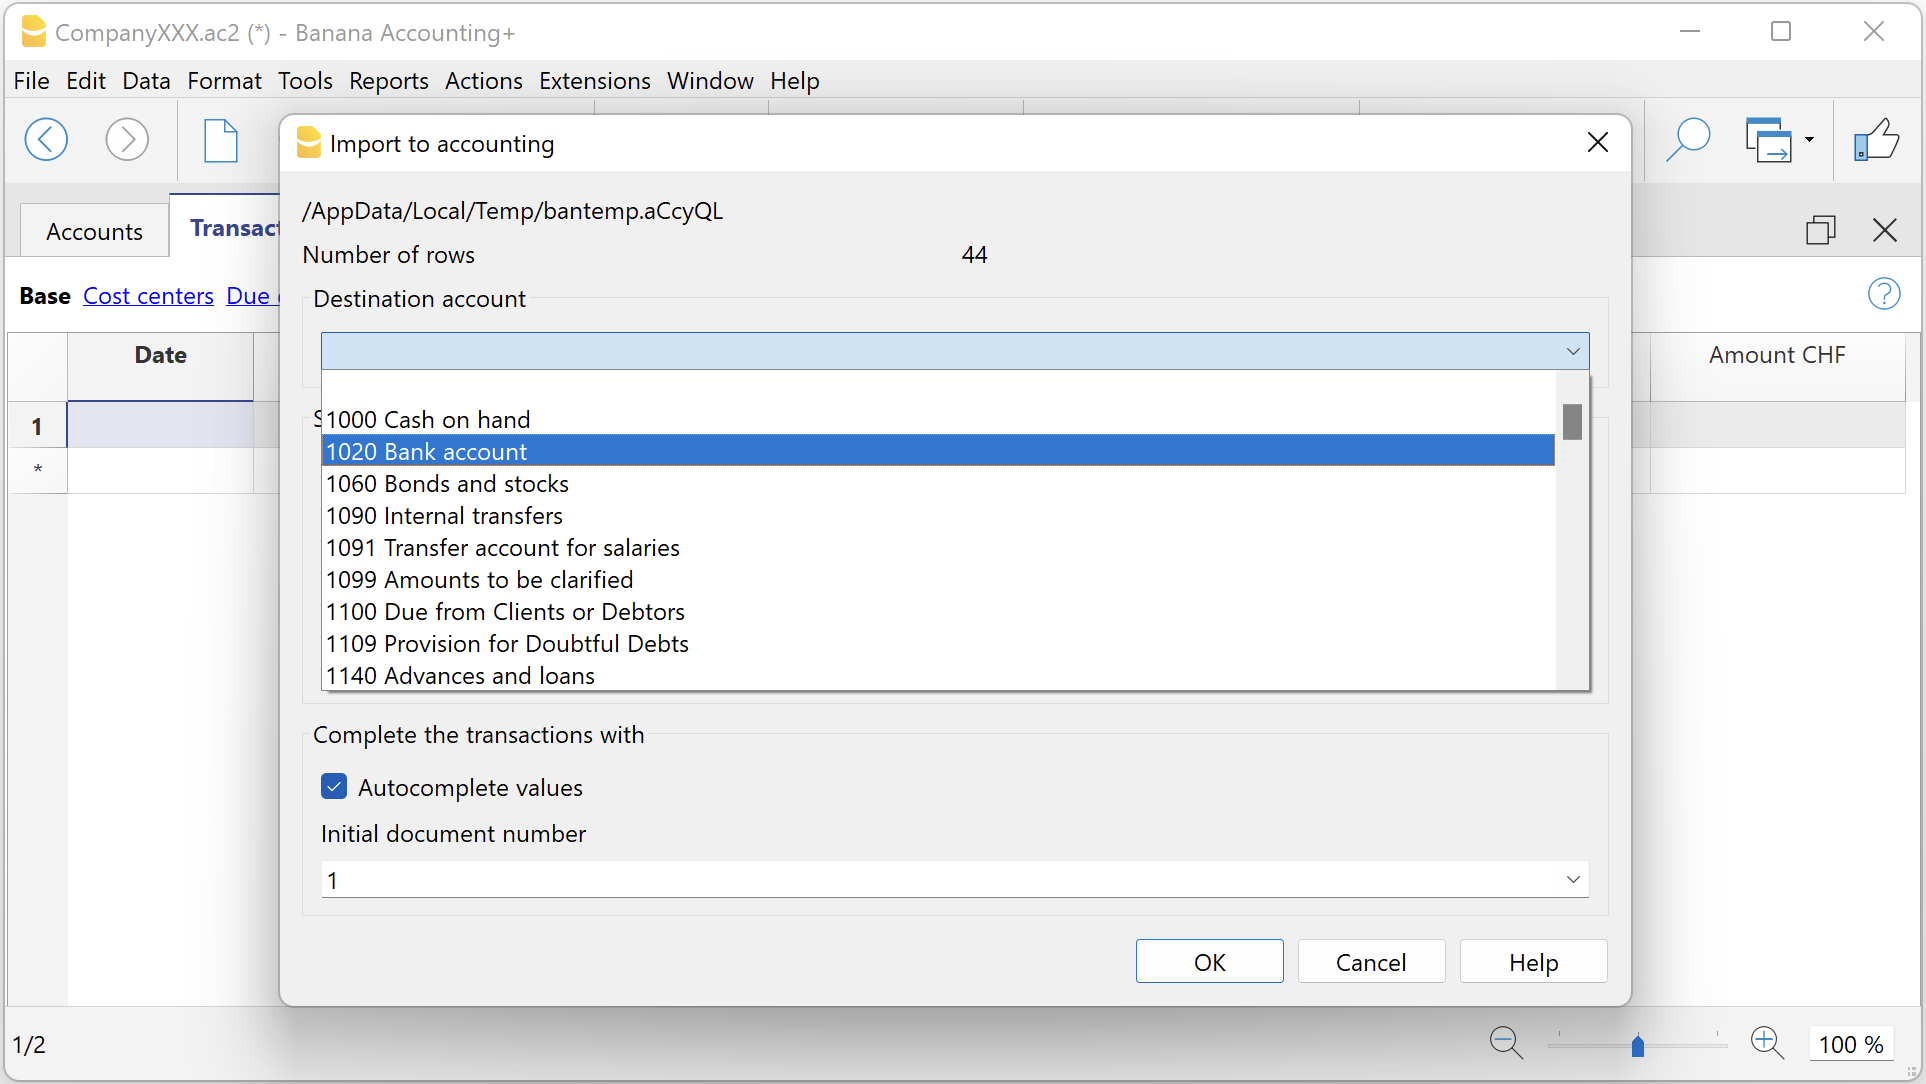 CompanyXXX.ac2 (*) - Banana Accounting+
File Edit Data Format Tools Reports Actions Extensions Window Help
Import to accounting
Accounts
Transact
/AppData/Local/Temp/bantemp.aCcyQL
Number of rows 44
Base Cost centers Due
Destination account
Date
Amount CHF
1
*
S
1000 Cash on hand
1020 Bank account
1060 Bonds and stocks
1090 Internal transfers
1091 Transfer account for salaries
1099 Amounts to be clarified
1100 Due from Clients or Debtors
1109 Provision for Doubtful Debts
1140 Advances and loans
Complete the transactions with
Autocomplete values
Initial document number
1
OK Cancel Help
1/2
100 %